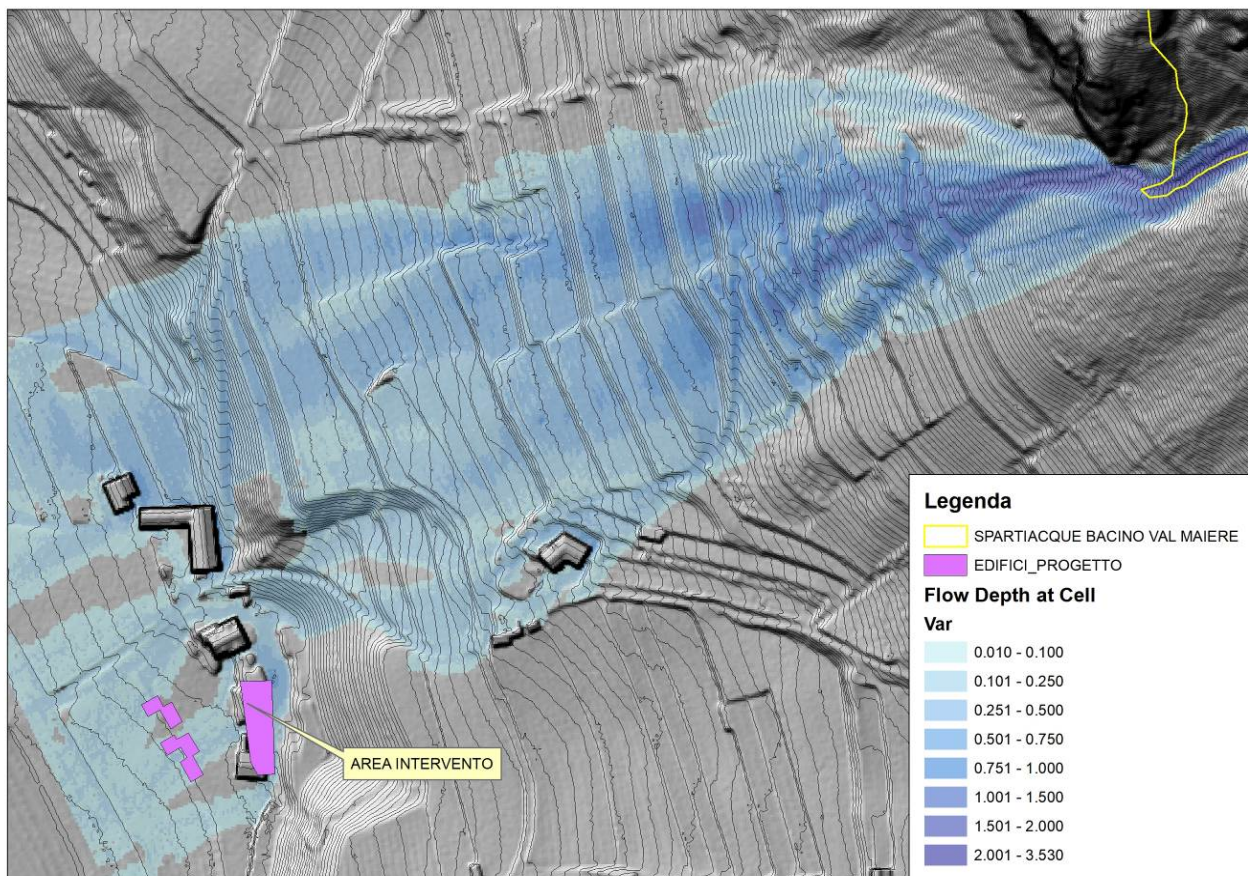 AREA INTERVENTO
Legenda
SPARTIACQUE BACINO VAL MAIERE
EDIFICI_PROGETTO
Flow Depth at Cell
Var
0.010 - 0.100
0.101 - 0.250
0.251 - 0.500
0.501 - 0.750
0.751 - 1.000
1.001 - 1.500
1.501 - 2.000
2.001 - 3.530